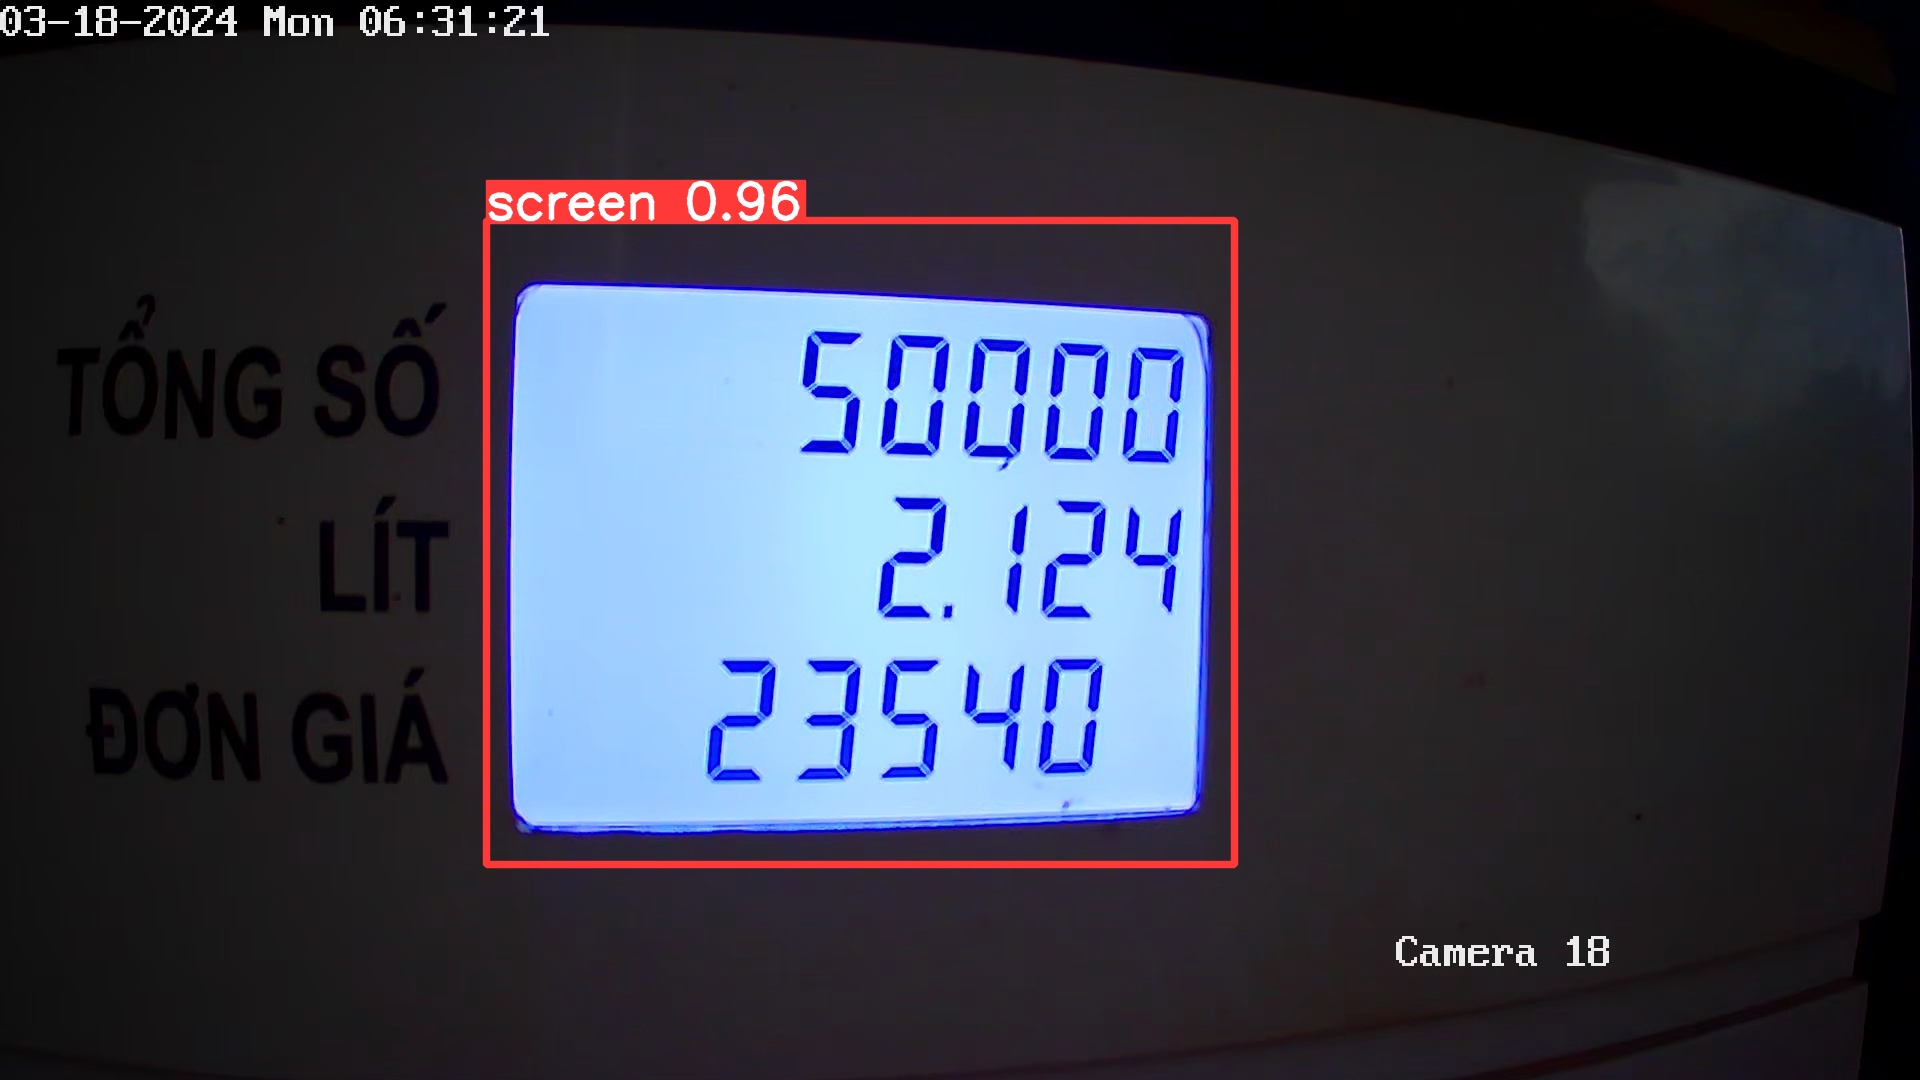 03-18-2024 Mon 06:31:21
screen 0.96
TỔNG SỐ 50000
LÍT 2.124
ĐƠN GIÁ 23540
Camera 18